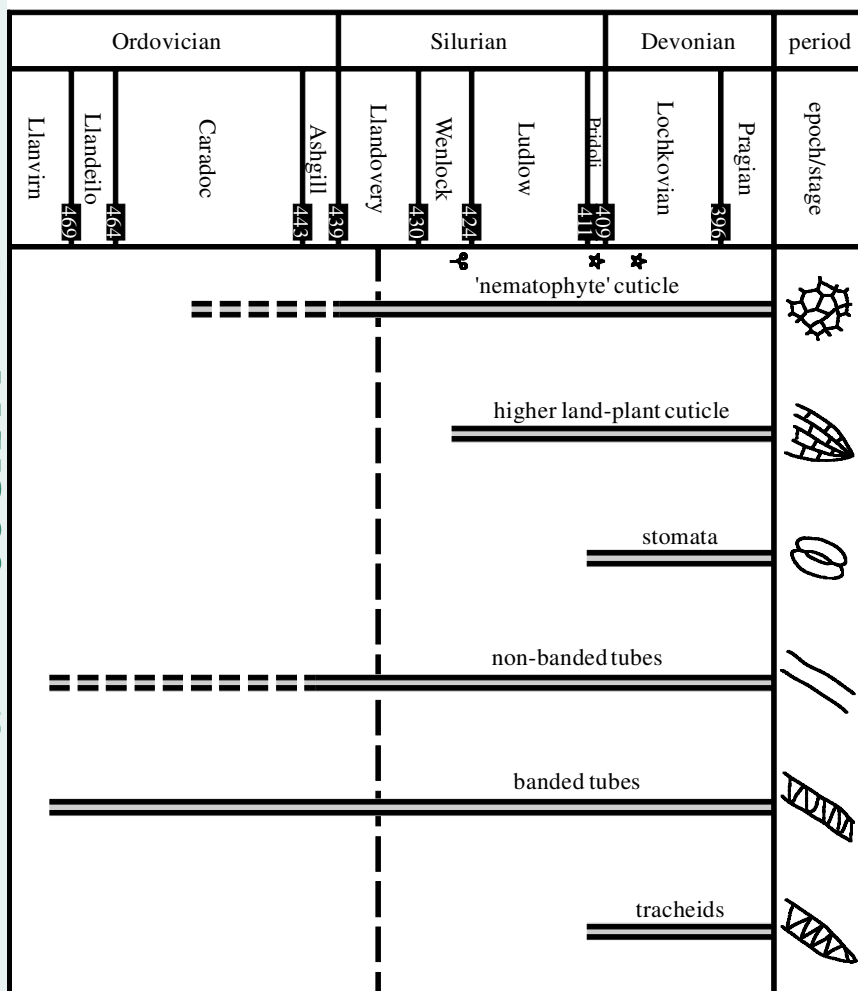 Ordovician Silurian Devonian period
Llanvirn Llandeilo Caradoc Ashgill Llandovery Wenlock Ludlow Pridoli Lochkovian Pragian epoch/stage
469 464 443 439 430 424 411 409 396
'nematophyte' cuticle
higher land-plant cuticle
stomata
non-banded tubes
banded tubes
tracheids